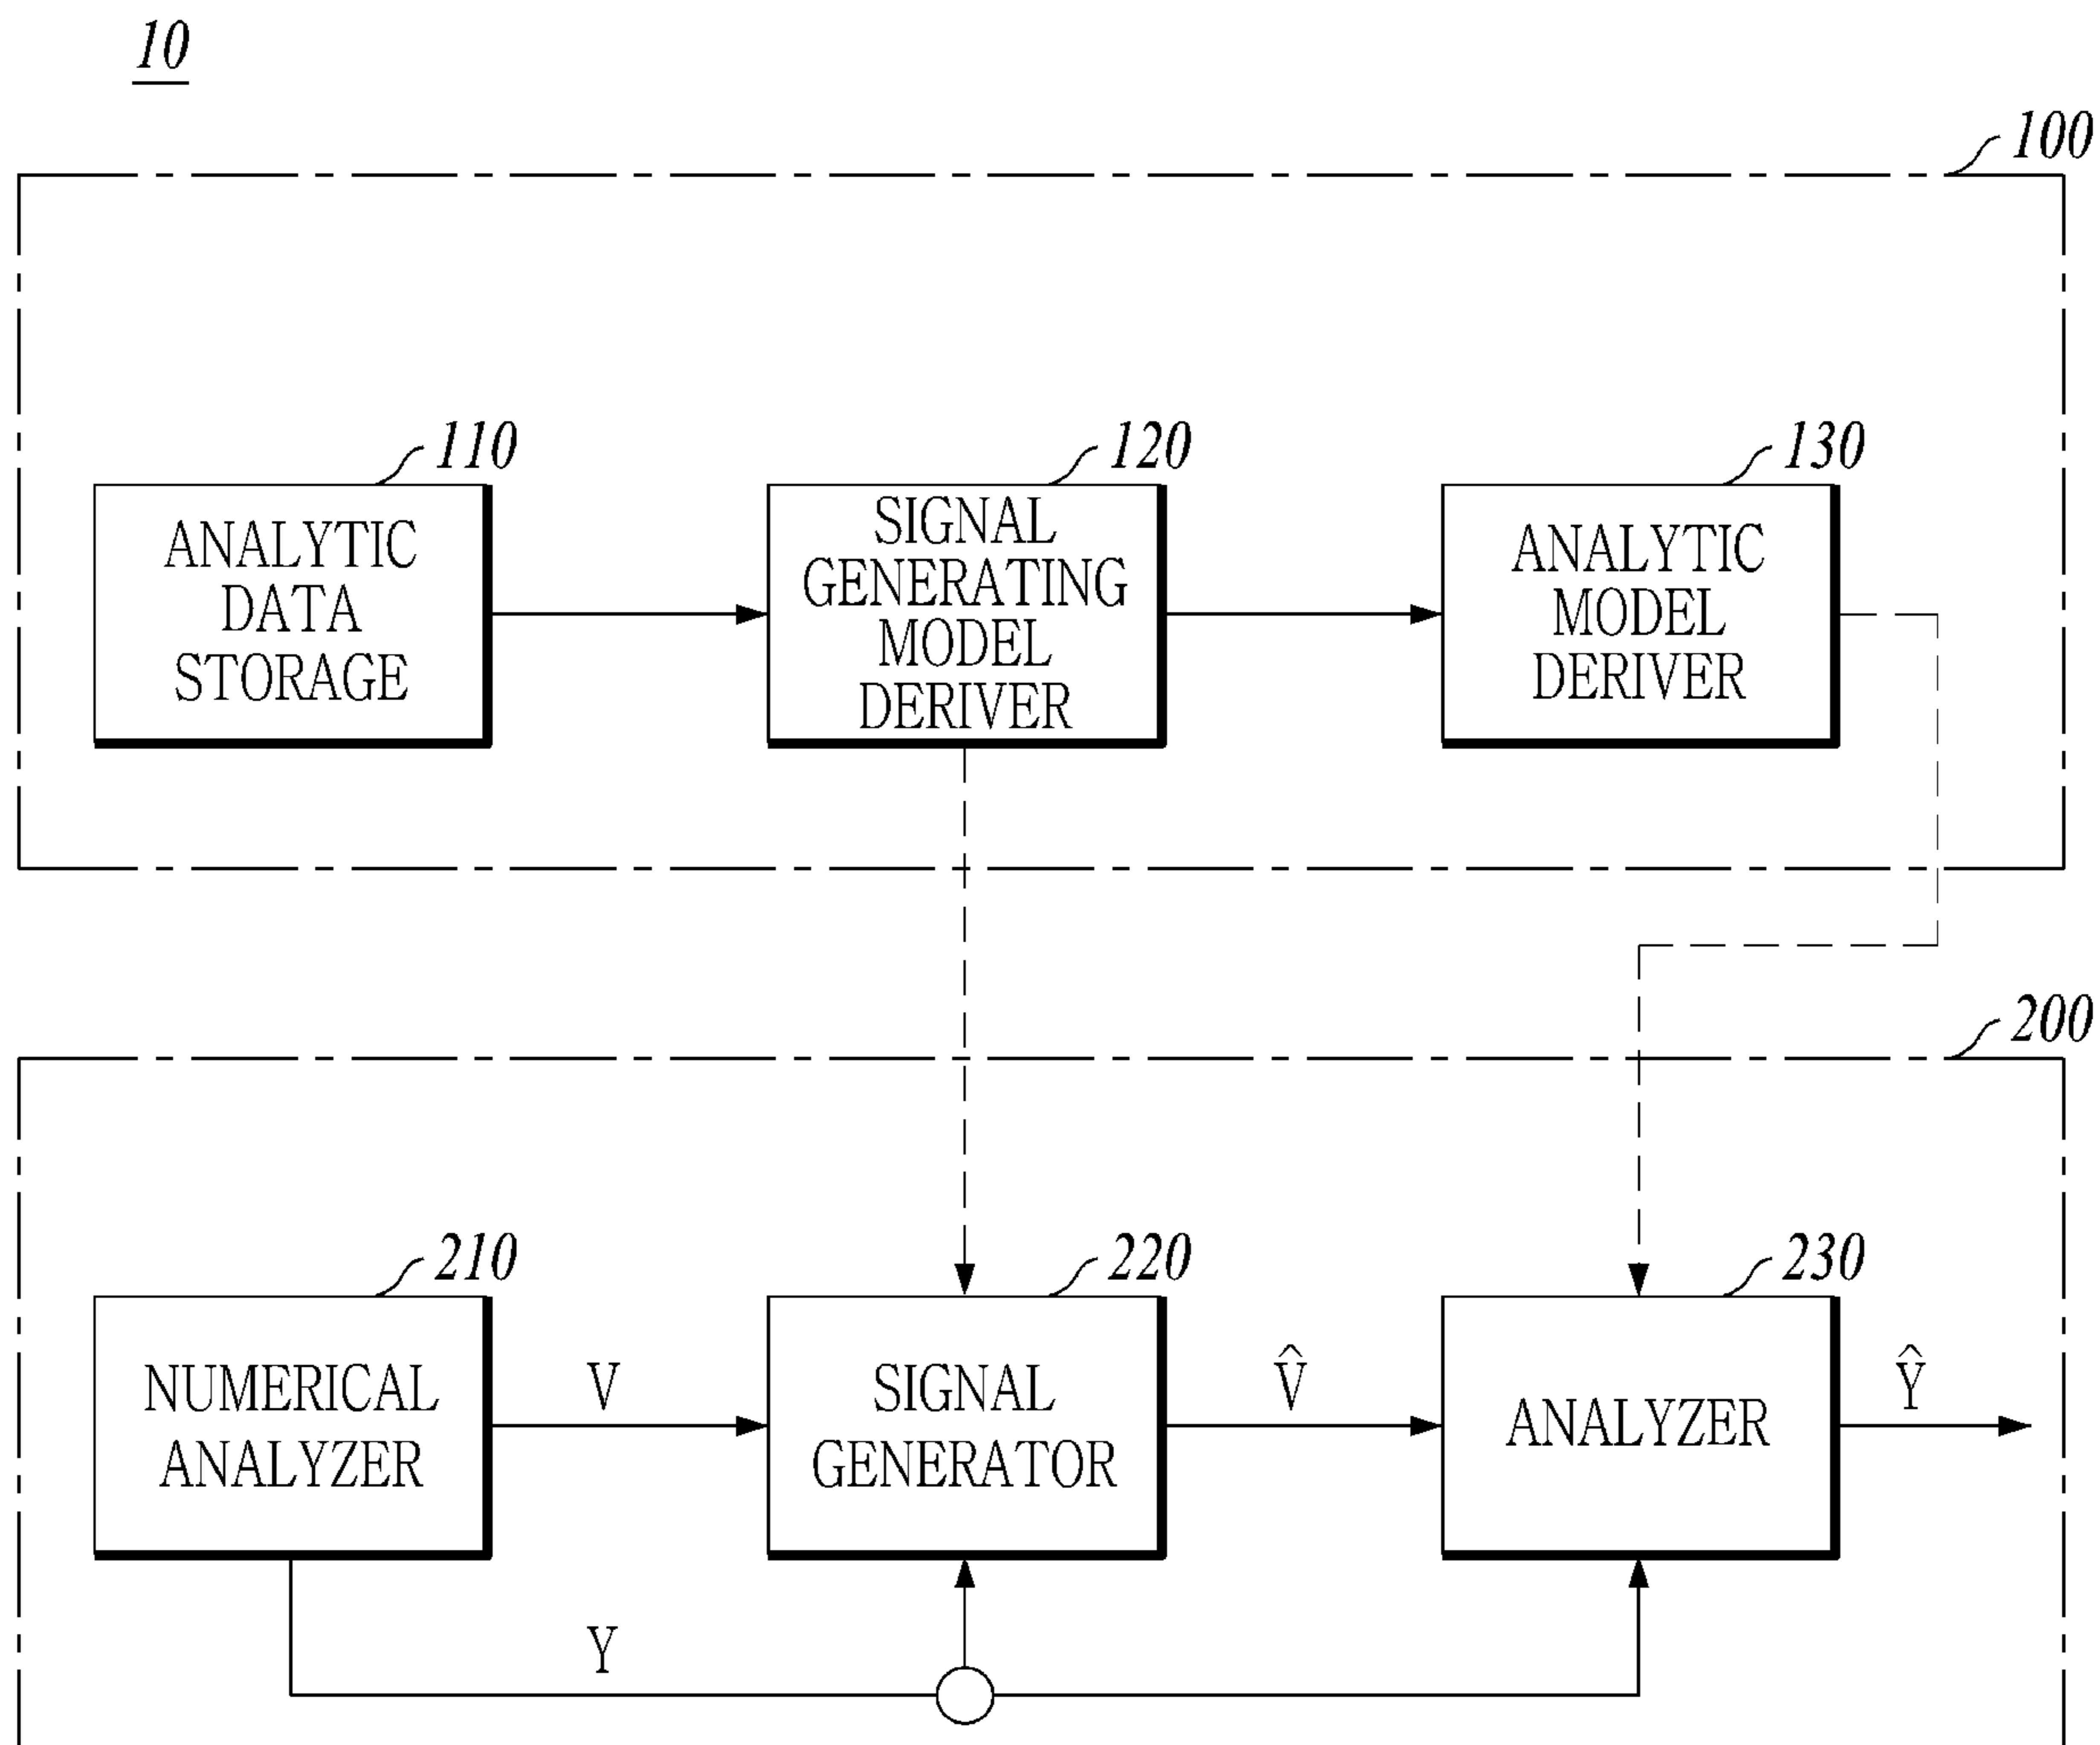 10
100
110
120
130
ANALYTIC
DATA
STORAGE
SIGNAL
GENERATING
MODEL
DERIVER
ANALYTIC
MODEL
DERIVER
200
210
220
230
NUMERICAL
ANALYZER
V
SIGNAL
GENERATOR
V̂
ANALYZER
Ŷ
Y